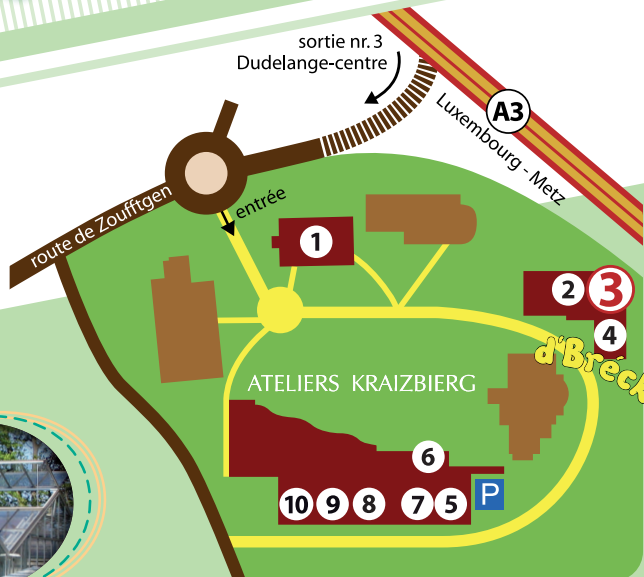 sortie nr. 3
Dudelange-centre
A3
Luxembourg - Metz
route de Zoufftgen
entrée
1
2
3
4
d'Bréck
ATELIERS KRAIZBIERG
6
10 9 8 7 5 P